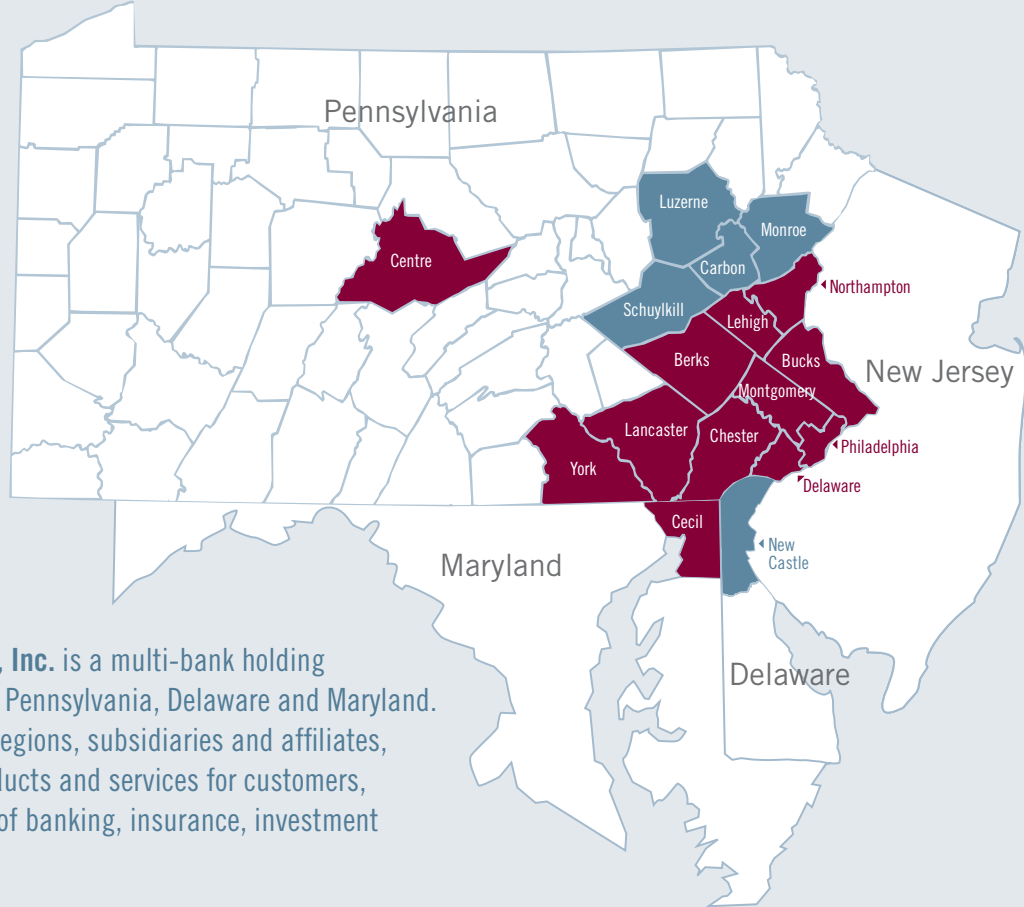 Pennsylvania
Luzerne
Monroe
Centre
Carbon
Northampton
Schuylkill
Lehigh
Berks
Bucks
New Jersey
Montgomery
Lancaster
Chester
Philadelphia
York
Delaware
Cecil
New
Castle
Maryland
Delaware
, Inc. is a multi-bank holding
Pennsylvania, Delaware and Maryland.
egions, subsidiaries and affiliates,
ducts and services for customers,
of banking, insurance, investment